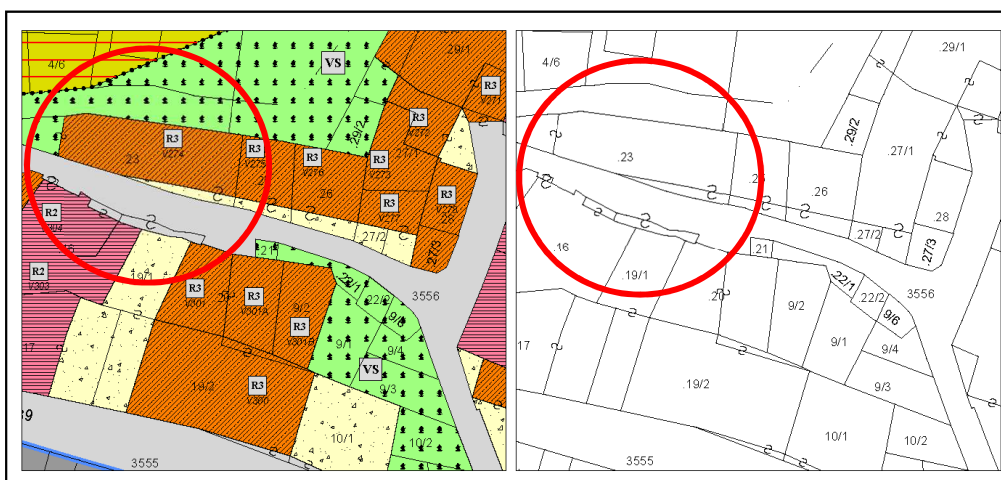 4/6
VS
29/1
R3
V271
R3
V272
.29/2
R3
V274
23
R3
V275
R3
V276
26
R3
V273
27/1
R3
R3
27/2
.27/3
R2
R2
V303
19/1
.21
R3
V301
R3
V301A
9/2
R3
V301B
.22/1
22/2
9/6
3556
9/1
9/4
VS
9/3
17
19/2
R3
V300
10/1
10/2
3555
4/6
.29/1
.29/2
.23
.27/1
.26
.28
.27/2
.27/3
.16
.19/1
.21
.20
9/2
.22/1
.22/2
9/6
3556
9/1
9/4
9/3
17
.19/2
10/1
10/2
3555